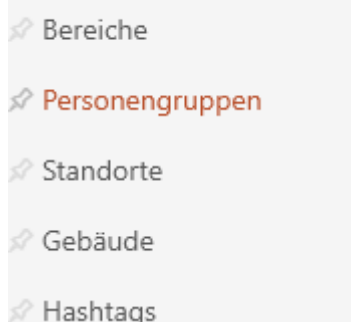 Bereiche
Personengruppen
Standorte
Gebäude
Hashtags